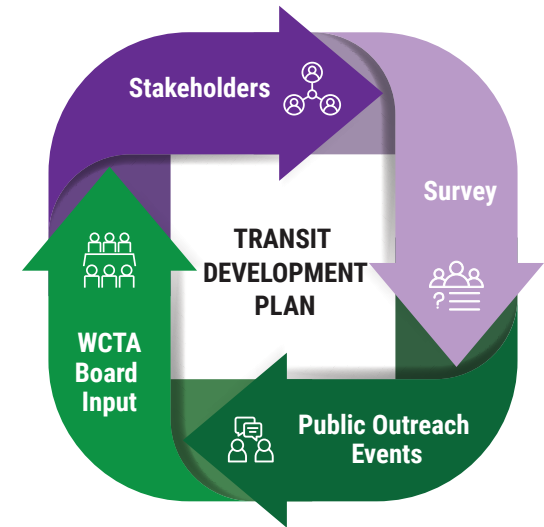 Stakeholders
Survey
TRANSIT
DEVELOPMENT
PLAN
WCTA
Board
Input
Public Outreach
Events
?